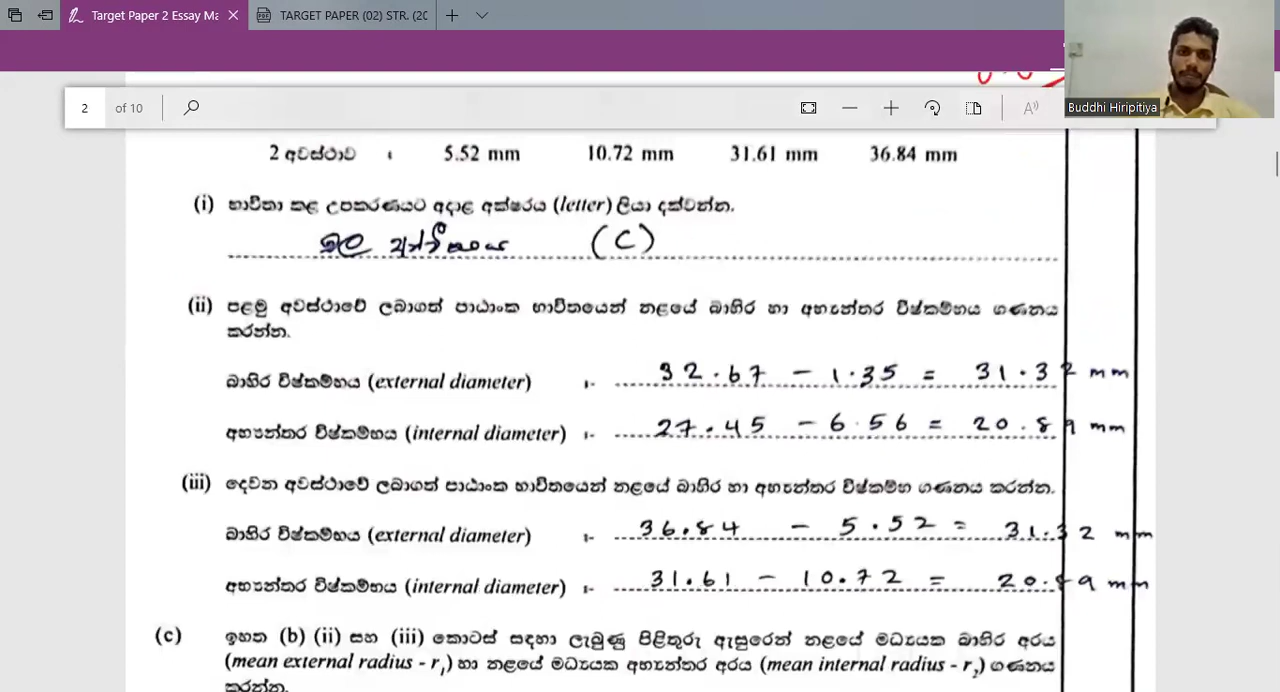 Target Paper 2 Essay Ma
TARGET PAPER (02) STR. (20
2 of 10
Buddhi Hiripitiya
2 අවස්ථාව : 5.52 mm 10.72 mm 31.61 mm 36.84 mm
(i) භාවිතා කළ උපකරණයට අදාළ අක්ෂරය (letter) ලියා දක්වන්න.
(C)
(ii) පළමු අවස්ථාවේ ලබාගත් පාඨාංක භාවිතයෙන් නළයේ බාහිර හා අභ්‍යන්තර විෂ්කම්භය ගණනය
කරන්න.
බාහිර විෂ්කම්භය (external diameter) :- 32.67 - 1.35 = 31.32 mm
අභ්‍යන්තර විෂ්කම්භය (internal diameter) :- 27.45 - 6.56 = 20.89 mm
(iii) දෙවන අවස්ථාවේ ලබාගත් පාඨාංක භාවිතයෙන් නළයේ බාහිර හා අභ්‍යන්තර විෂ්කම්භ ගණනය කරන්න.
බාහිර විෂ්කම්භය (external diameter) :- 36.84 - 5.52 = 31.32 mm
අභ්‍යන්තර විෂ්කම්භය (internal diameter) :- 31.61 - 10.72 = 20.89 mm
(c) ඉහත (b) (ii) සහ (iii) කොටස් සඳහා ලැබුණු පිළිතුරු ඇසුරෙන් නළයේ මධ්‍යයක බාහිර අරය
(mean external radius - r₁) හා නළයේ මධ්‍යයක අභ්‍යන්තර අරය (mean internal radius - r₂) ගණනය
කරන්න.